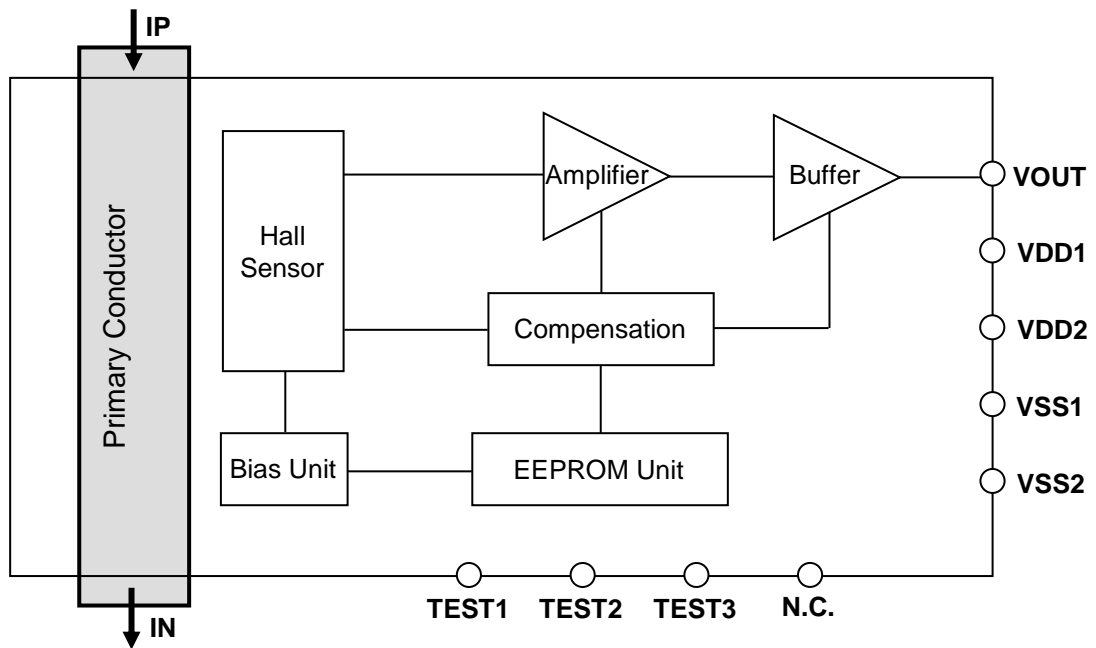 IP
Primary Conductor
Hall
Sensor
Amplifier
Buffer
VOUT
VDD1
Compensation
VDD2
VSS1
Bias Unit
EEPROM Unit
VSS2
TEST1
TEST2
TEST3
N.C.
IN